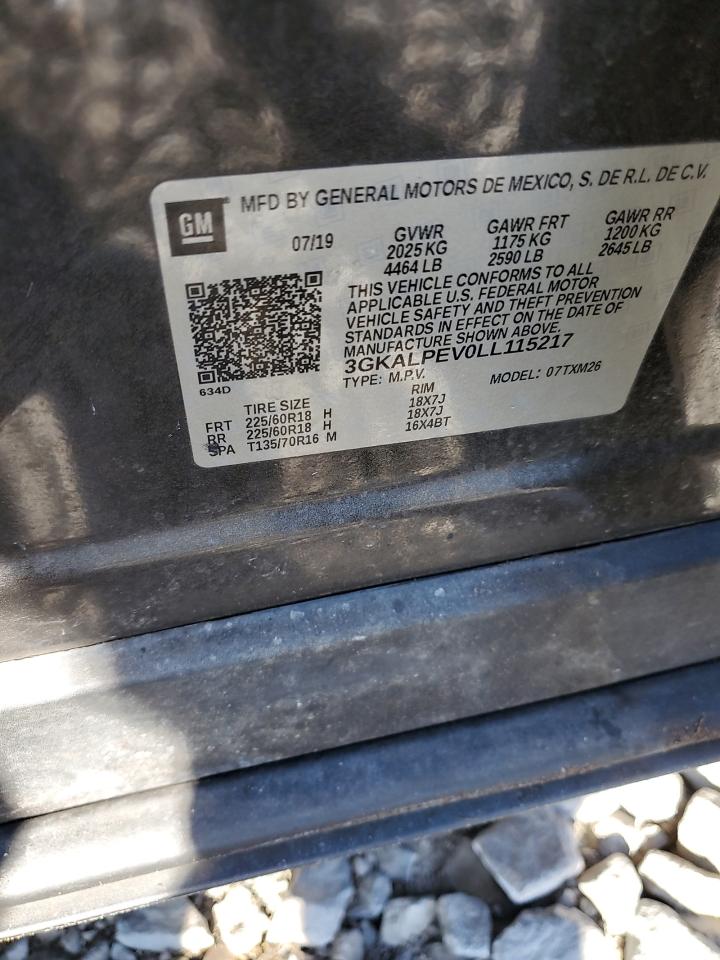 GM
MFD BY GENERAL MOTORS DE MEXICO, S. DE R.L. DE C.V.
07/19 GVWR GAWR FRT GAWR RR
2025 KG 1175 KG 1200 KG
4464 LB 2590 LB 2645 LB
THIS VEHICLE CONFORMS TO ALL
APPLICABLE U.S. FEDERAL MOTOR
VEHICLE SAFETY AND THEFT PREVENTION
STANDARDS IN EFFECT ON THE DATE OF
MANUFACTURE SHOWN ABOVE.
3GKALPEV0LL115217
TYPE: M.P.V. MODEL: 07TXM26
634D
TIRE SIZE RIM
FRT 225/60R18 H 18X7J
RR 225/60R18 H 18X7J
SPA T135/70R16 M 16X4BT